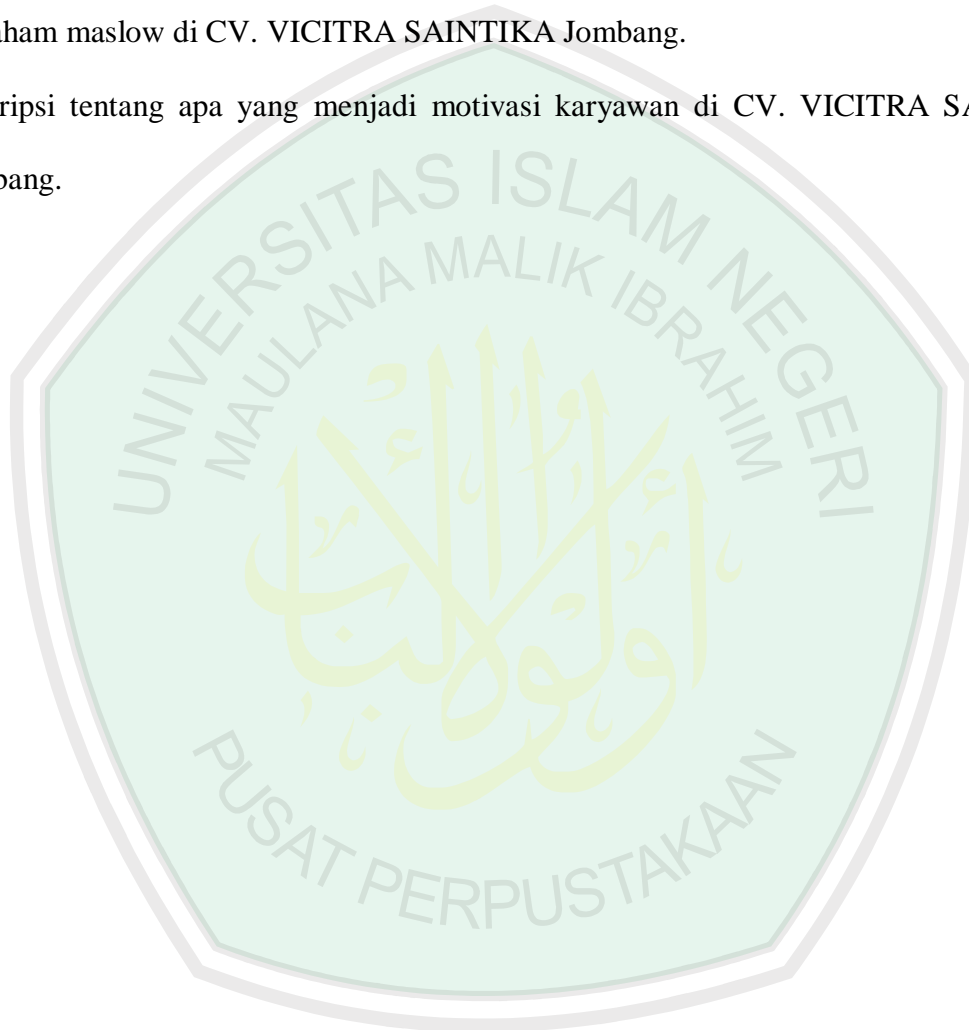 aham maslow di CV. VICITRA SAINTIKA Jombang.
ripsi tentang apa yang menjadi motivasi karyawan di CV. VICITRA SA
bang.
UNIVERSITAS ISLAM NEGERI
MAULANA MALIK IBRAHIM
أولوا الألباب
PUSAT PERPUSTAKAAN